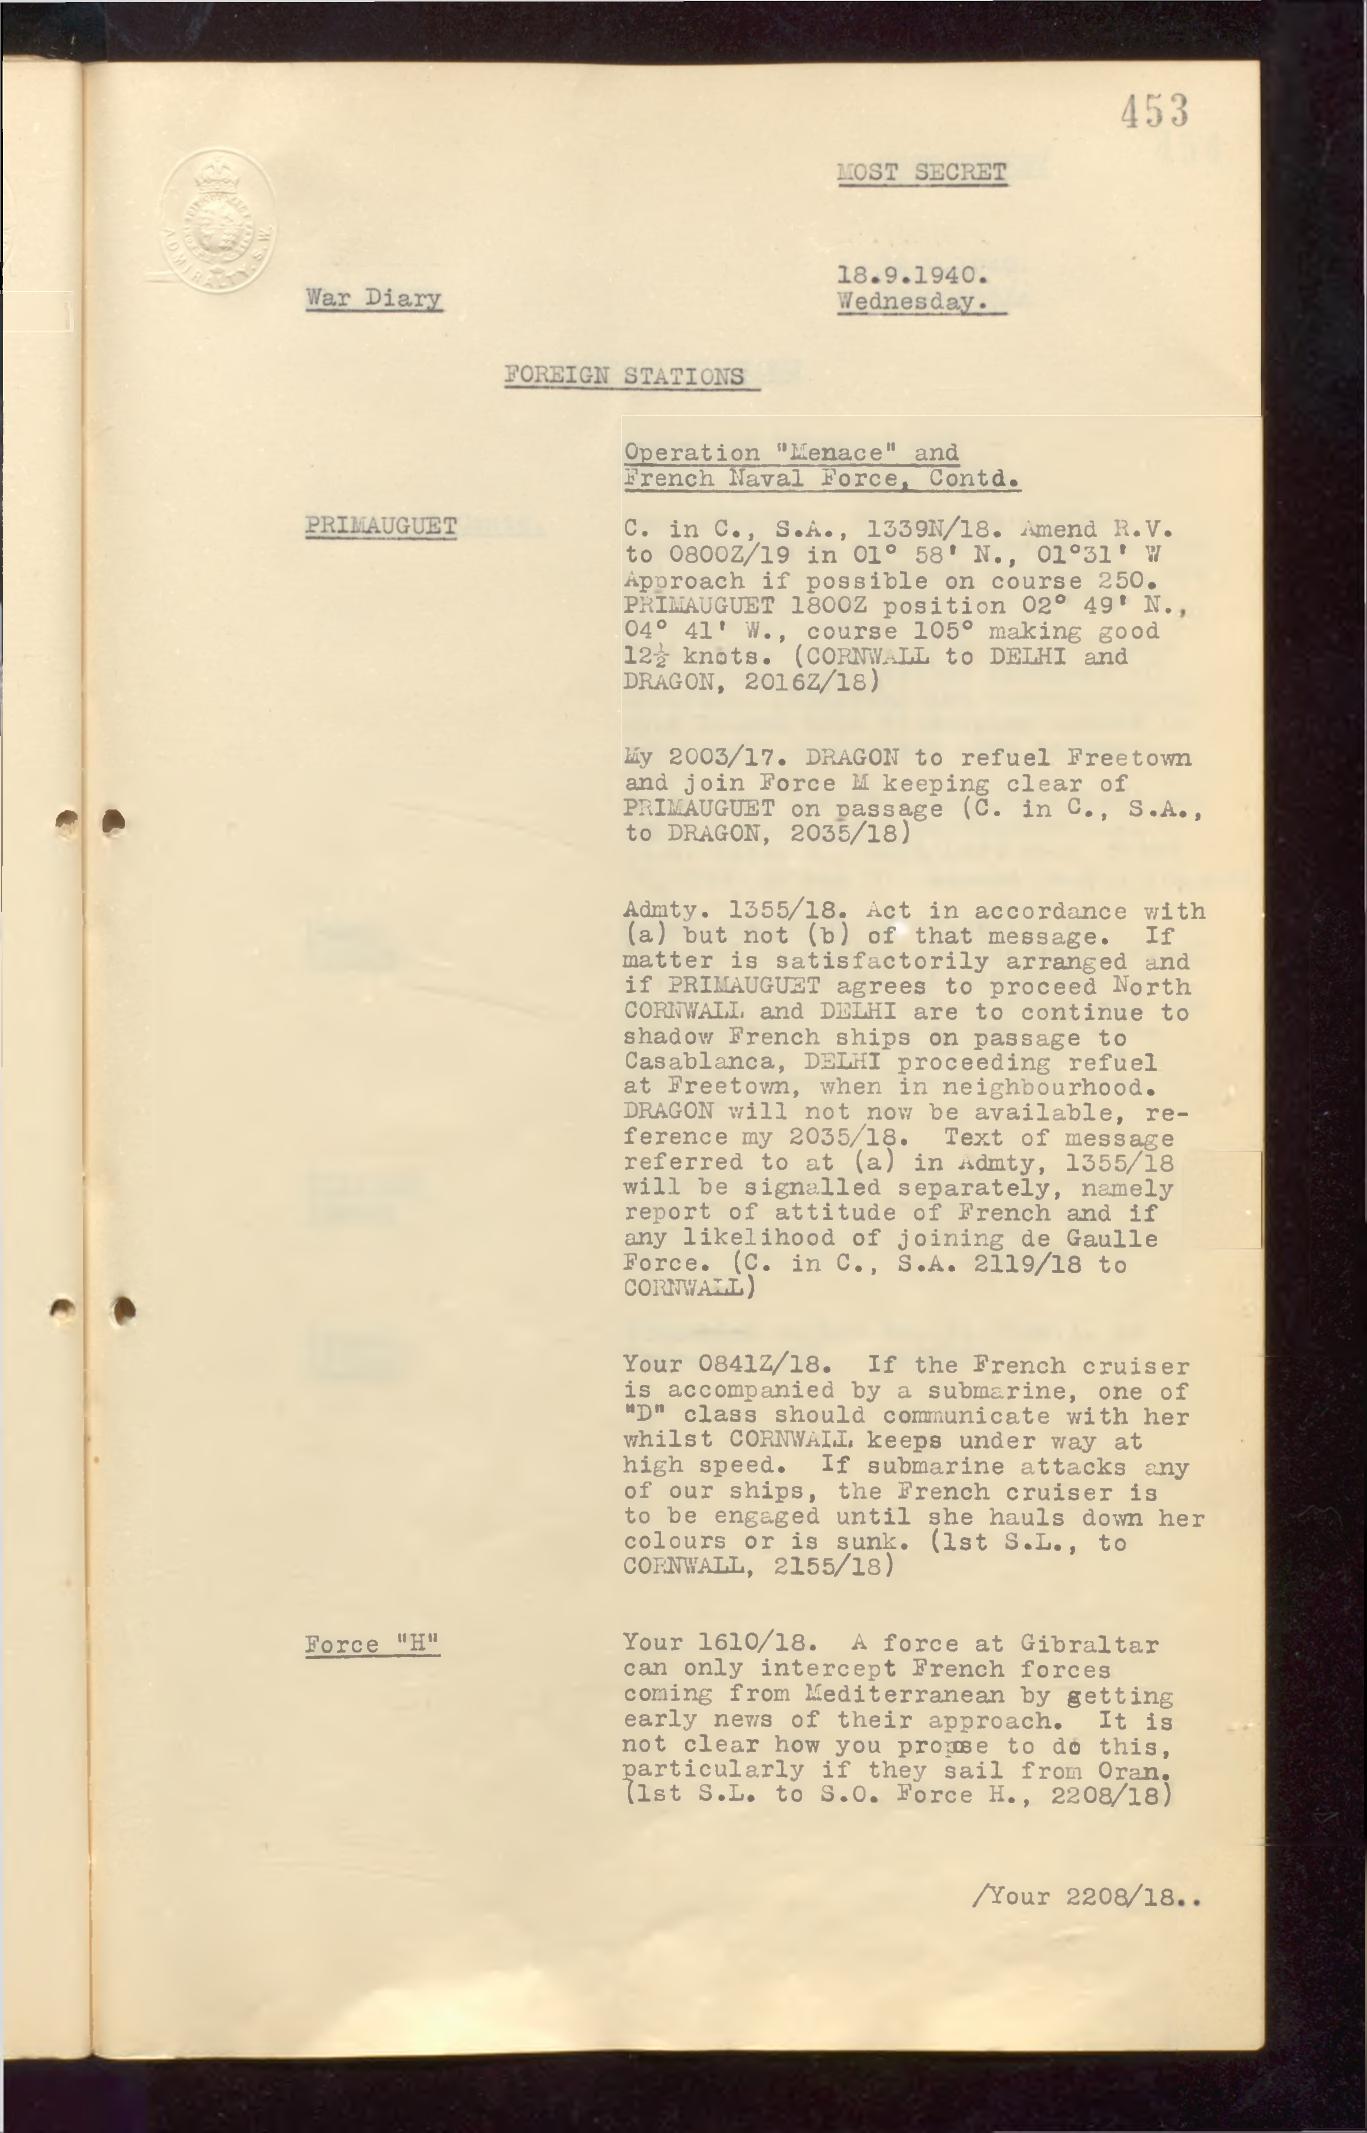 453
MOST SECRET
ADMIRALTY. S.W.
18.9.1940.
War Diary
Wednesday.
FOREIGN STATIONS
Operation "Menace" and
French Naval Force, Contd.
PRIMAUGUET
C. in C., S.A., 1339N/18. Amend R.V.
to 0800Z/19 in 01° 58' N., 01°31' W
Approach if possible on course 250.
PRIMAUGUET 1800Z position 02° 49' N.,
04° 41' W., course 105° making good
12½ knots. (CORNWALL to DELHI and
DRAGON, 2016Z/18)
My 2003/17. DRAGON to refuel Freetown
and join Force M keeping clear of
PRIMAUGUET on passage (C. in C., S.A.,
to DRAGON, 2035/18)
Admty. 1355/18. Act in accordance with
(a) but not (b) of that message. If
matter is satisfactorily arranged and
if PRIMAUGUET agrees to proceed North
CORNWALL and DELHI are to continue to
shadow French ships on passage to
Casablanca, DELHI proceeding refuel
at Freetown, when in neighbourhood.
DRAGON will not now be available, re-
ference my 2035/18. Text of message
referred to at (a) in Admty, 1355/18
will be signalled separately, namely
report of attitude of French and if
any likelihood of joining de Gaulle
Force. (C. in C., S.A. 2119/18 to
CORNWALL)
Your 0841Z/18. If the French cruiser
is accompanied by a submarine, one of
"D" class should communicate with her
whilst CORNWALL keeps under way at
high speed. If submarine attacks any
of our ships, the French cruiser is
to be engaged until she hauls down her
colours or is sunk. (1st S.L., to
CORNWALL, 2155/18)
Force "H"
Your 1610/18. A force at Gibraltar
can only intercept French forces
coming from Mediterranean by getting
early news of their approach. It is
not clear how you propose to do this,
particularly if they sail from Oran.
(1st S.L. to S.O. Force H., 2208/18)
/Your 2208/18..